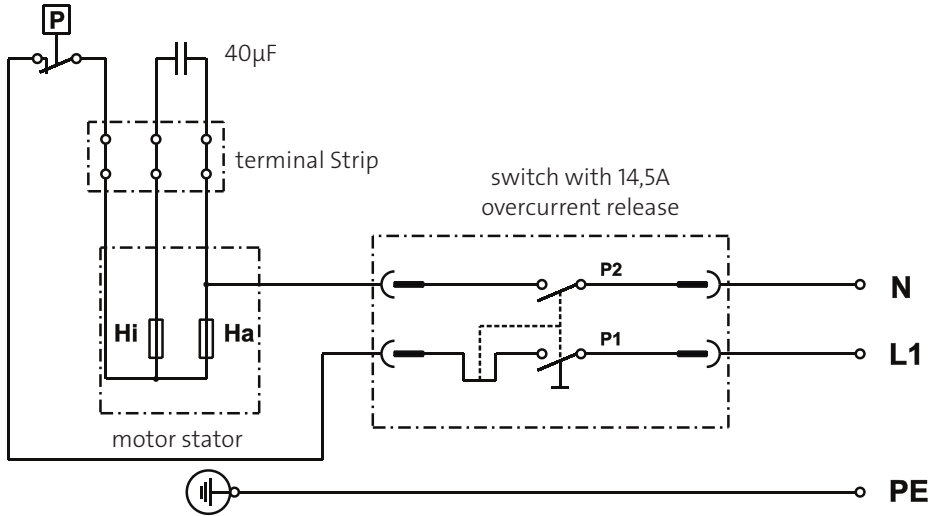 P
40µF
terminal Strip
switch with 14,5A
overcurrent release
P2
N
Hi
Ha
P1
L1
motor stator
PE